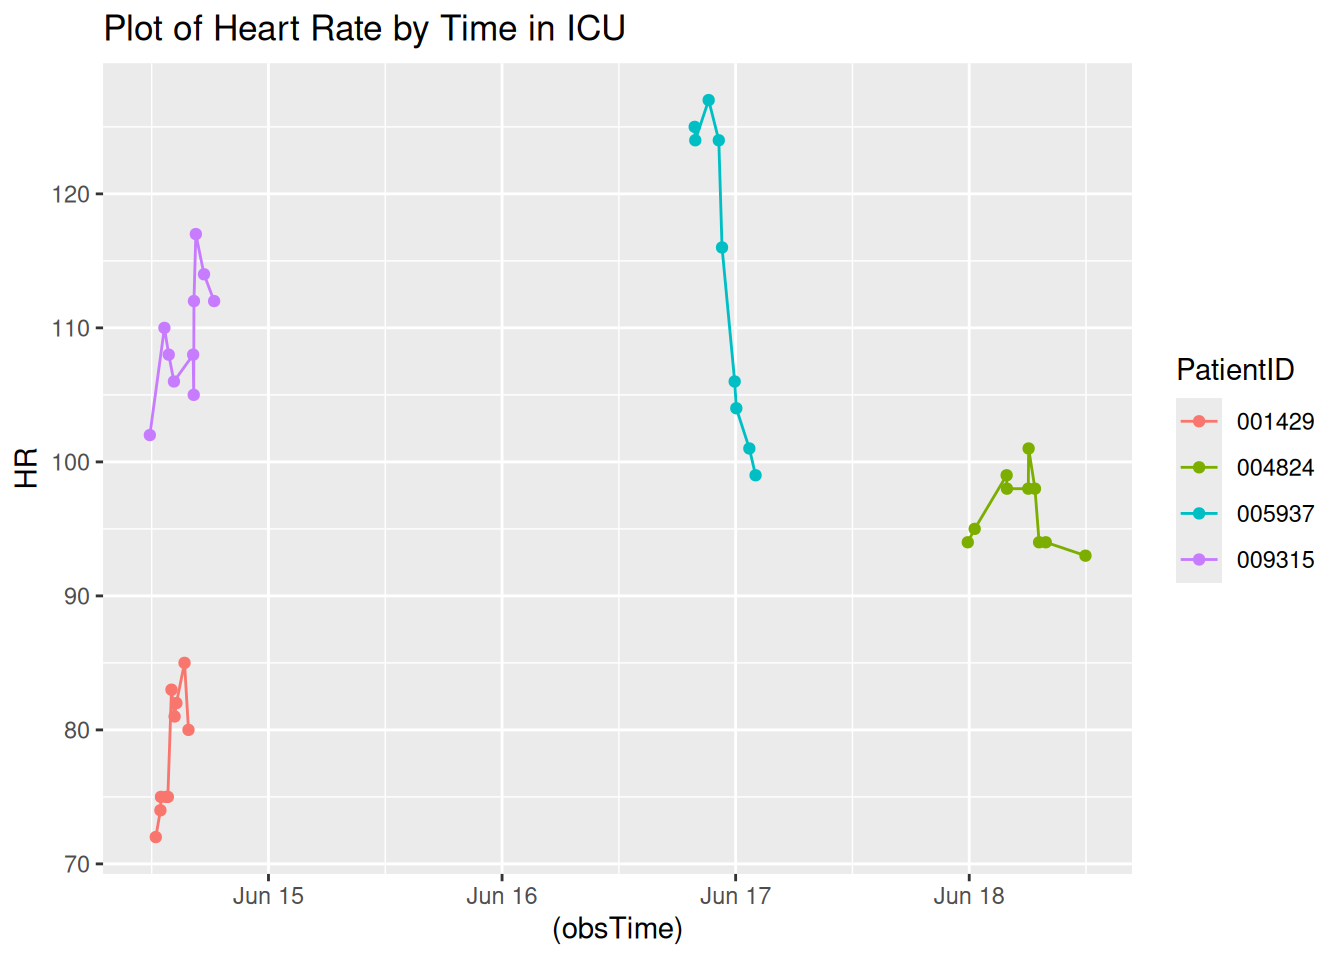 Plot of Heart Rate by Time in ICU
HR
120
110
100
90
80
70
Jun 15
Jun 16
Jun 17
Jun 18
(obsTime)
PatientID
001429
004824
005937
009315